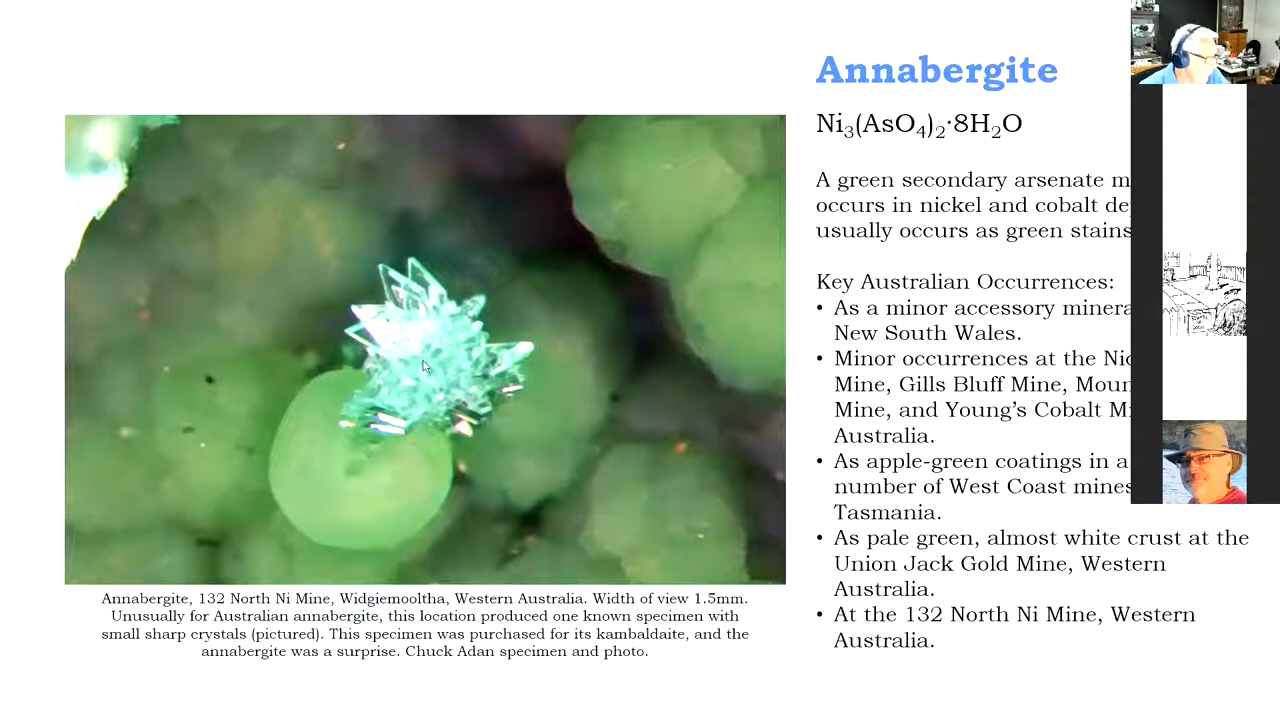 Annabergite
Ni₃(AsO₄)₂·8H₂O
A green secondary arsenate
occurs in nickel and cobalt
usually occurs as green stains
Key Australian Occurrences:
• As a minor accessory
New South Wales.
• Minor occurrences at the
Mine, Gills Bluff Mine,
Mine, and Young's Cobalt
Australia.
• As apple-green coatings in a
number of West Coast mines
Tasmania.
• As pale green, almost white crust at the
Union Jack Gold Mine, Western
Australia.
• At the 132 North Ni Mine, Western
Australia.
Annabergite, 132 North Ni Mine, Widgiemooltha, Western Australia. Width of view 1.5mm.
Unusually for Australian annabergite, this location produced one known specimen with
small sharp crystals (pictured). This specimen was purchased for its kambaldaite, and the
annabergite was a surprise. Chuck Adan specimen and photo.